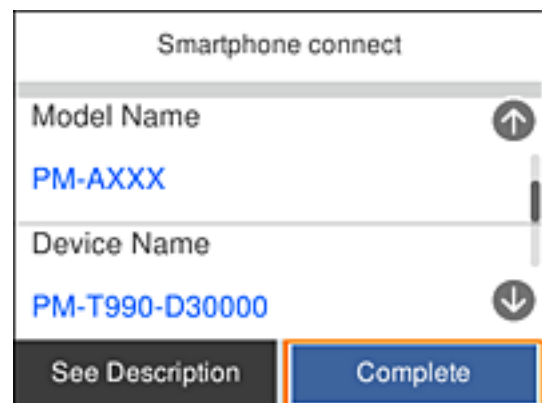 Smartphone connect
Model Name
PM-AXXX
Device Name
PM-T990-D30000
See Description
Complete